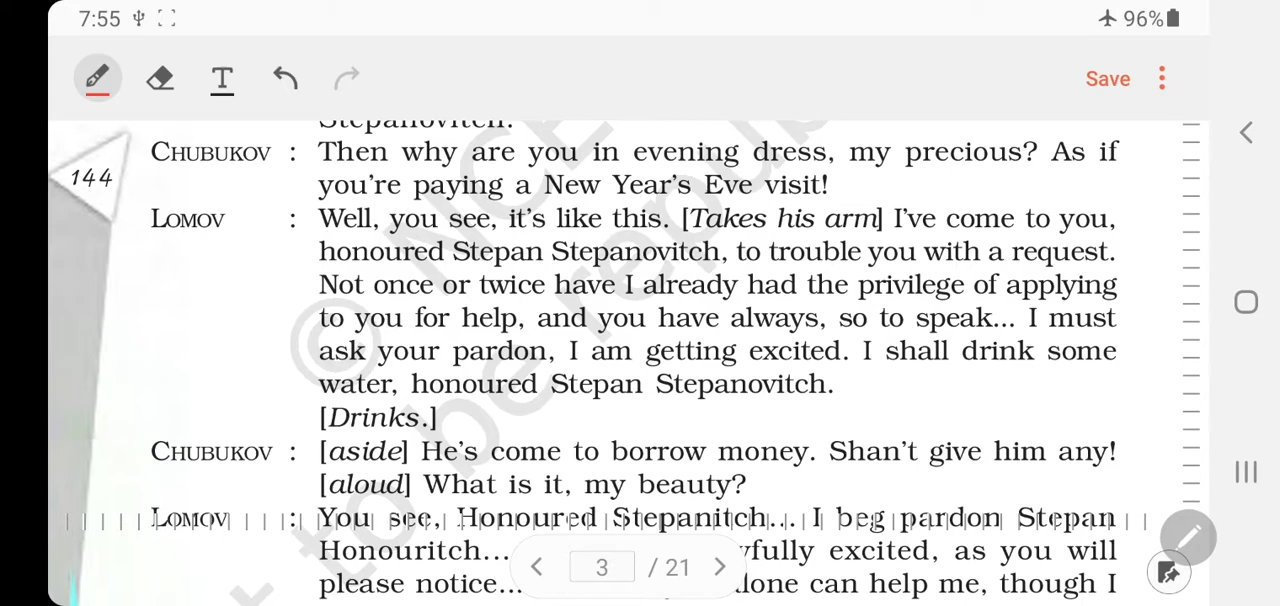 7:55
96%
T
Save
Stepanovitch.
144
CHUBUKOV : Then why are you in evening dress, my precious? As if
you're paying a New Year's Eve visit!
LOMOV : Well, you see, it's like this. [Takes his arm] I've come to you,
honoured Stepan Stepanovitch, to trouble you with a request.
Not once or twice have I already had the privilege of applying
to you for help, and you have always, so to speak... I must
ask your pardon, I am getting excited. I shall drink some
water, honoured Stepan Stepanovitch.
[Drinks.]
CHUBUKOV : [aside] He's come to borrow money. Shan't give him any!
[aloud] What is it, my beauty?
LOMOV : You see, Honoured Stepanitch... I beg pardon Stepan
Honouritch... excited, as you will
please notice... can help me, though I
3 / 21